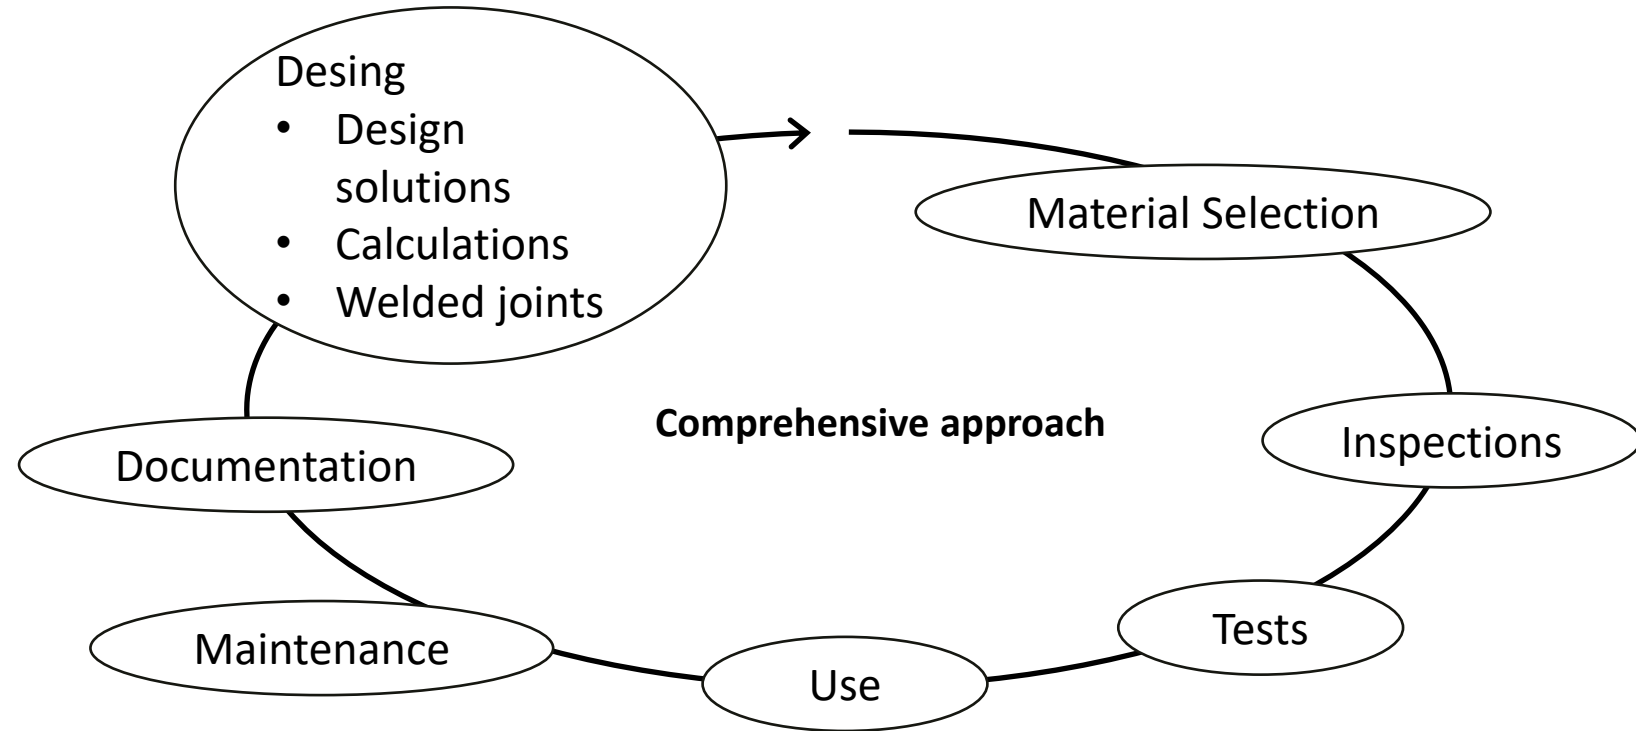 Desing
• Design
solutions
• Calculations
• Welded joints
Material Selection
Comprehensive approach
Inspections
Documentation
Tests
Maintenance
Use